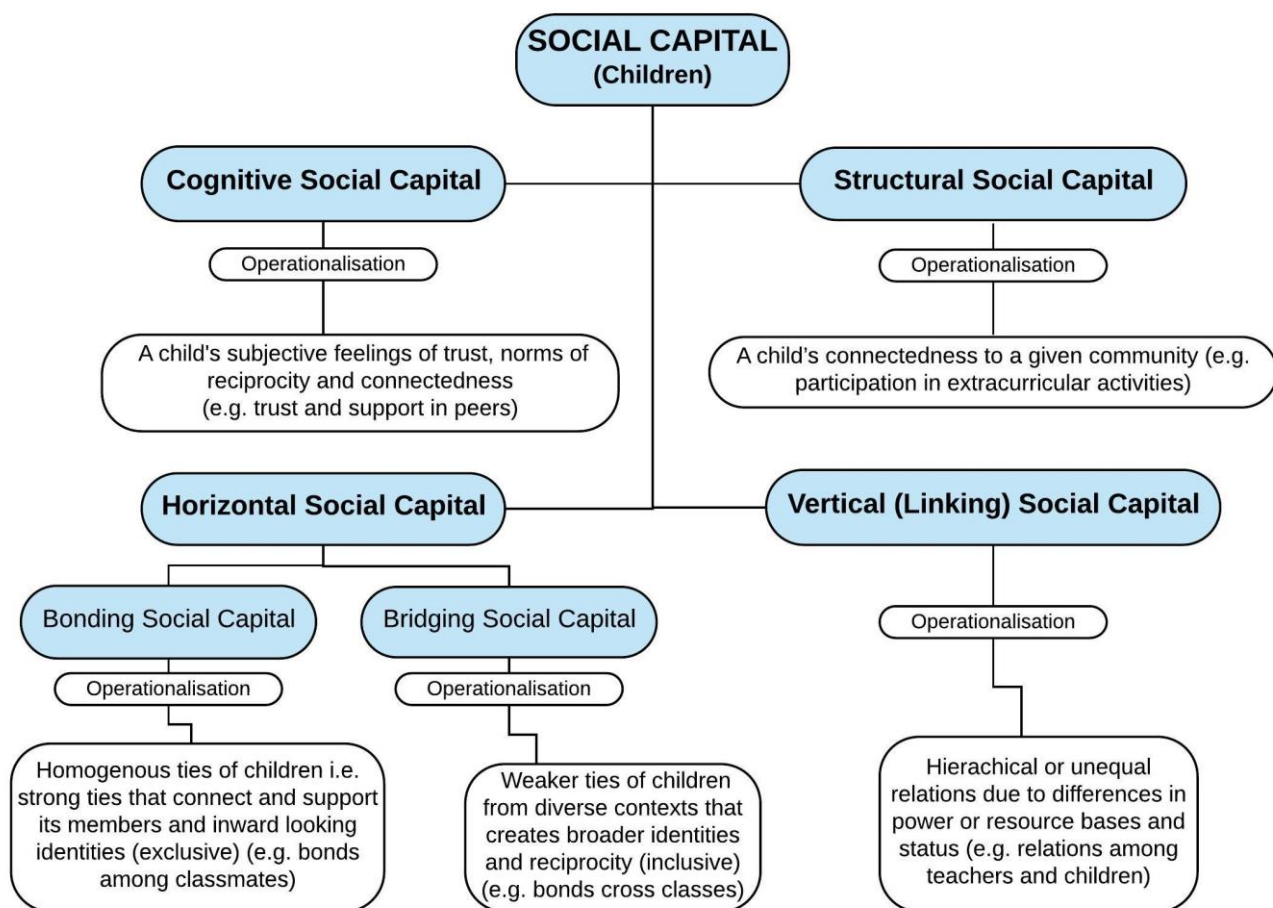 SOCIAL CAPITAL
(Children)
Cognitive Social Capital
Structural Social Capital
Operationalisation
Operationalisation
A child's subjective feelings of trust, norms of
reciprocity and connectedness
(e.g. trust and support in peers)
A child’s connectedness to a given community (e.g.
participation in extracurricular activities)
Horizontal Social Capital
Vertical (Linking) Social Capital
Bonding Social Capital
Bridging Social Capital
Operationalisation
Operationalisation
Operationalisation
Homogenous ties of children i.e.
strong ties that connect and support
its members and inward looking
identities (exclusive) (e.g. bonds
among classmates)
Weaker ties of children
from diverse contexts that
creates broader identities
and reciprocity (inclusive)
(e.g. bonds cross classes)
Hierachical or unequal
relations due to differences in
power or resource bases and
status (e.g. relations among
teachers and children)